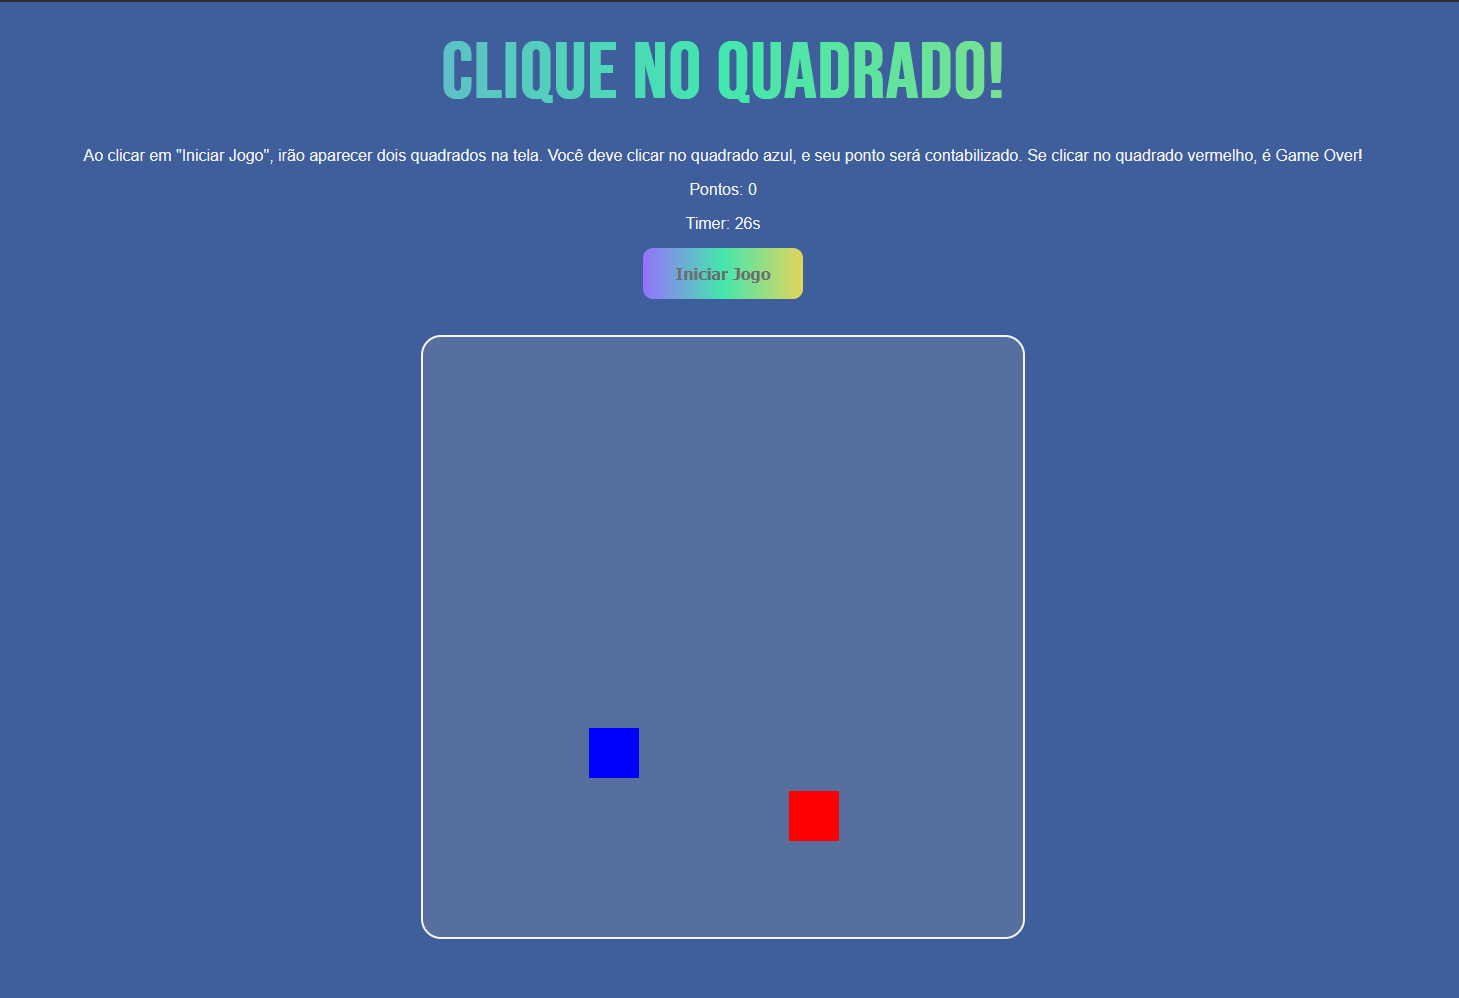 CLIQUE NO QUADRADO!
Ao clicar em "Iniciar Jogo", irão aparecer dois quadrados na tela. Você deve clicar no quadrado azul, e seu ponto será contabilizado. Se clicar no quadrado vermelho, é Game Over!
Pontos: 0
Timer: 26s
Iniciar Jogo